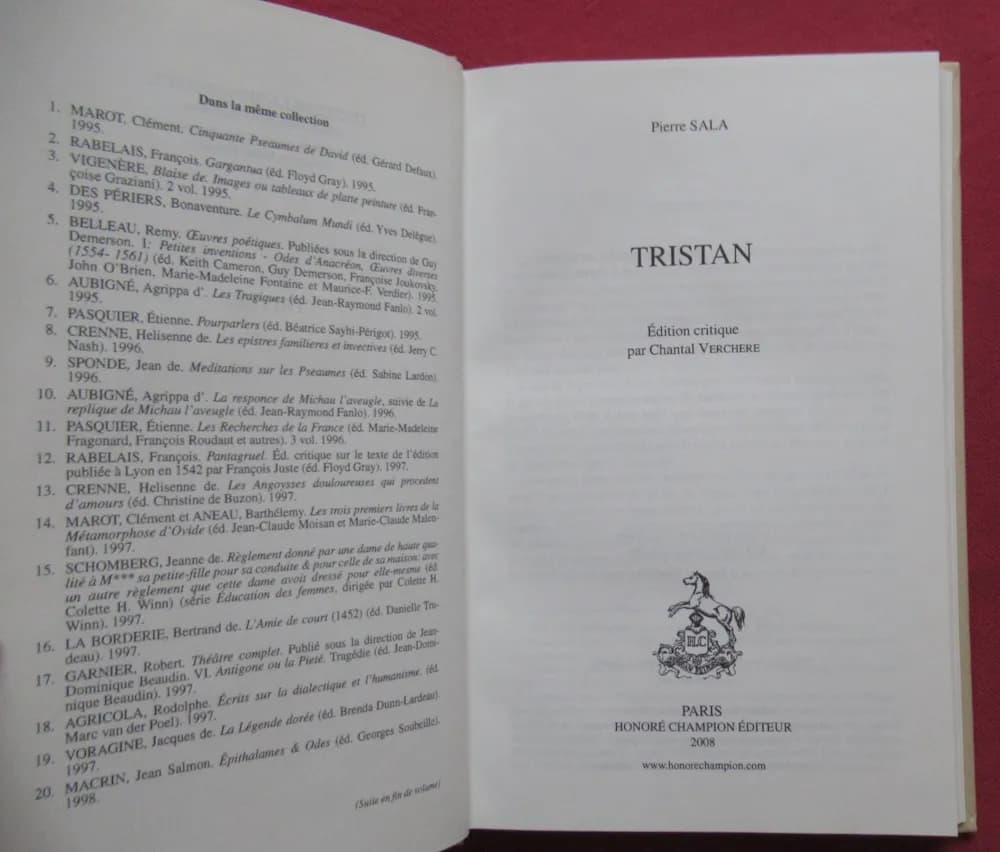 Dans la même collection
1. MAROT, Clément. Cinquante Pseaumes de David (éd. Gérard Defaux).
1995.
2. RABELAIS, François. Gargantua (éd. Floyd Gray). 1995.
3. VIGENÈRE, Blaise de. Images ou tableaux de platte peinture (éd. Fran-
çoise Graziani). 2 vol. 1995.
4. DES PÉRIERS, Bonaventure. Le Cymbalum Mundi (éd. Yves Delègue).
1995.
5. BELLEAU, Remy. Œuvres poétiques. Publiées sous la direction de Guy
Demerson. I: Petites inventions - Odes d'Anacréon, Œuvres diverses
(1554- 1561) (éd. Keith Cameron, Guy Demerson, Françoise Joukovsky,
John O'Brien, Marie-Madeleine Fontaine et Maurice-F. Verdier). 1995.
6. AUBIGNÉ, Agrippa d'. Les Tragiques (éd. Jean-Raymond Fanlo). 2 vol.
1995.
7. PASQUIER, Étienne. Pourparlers (éd. Béatrice Sayhi-Périgot). 1995.
8. CRENNE, Helisenne de. Les epistres familieres et invectives (éd. Jerry C.
Nash). 1996.
9. SPONDE, Jean de. Meditations sur les Pseaumes (éd. Sabine Lardon).
1996.
10. AUBIGNÉ, Agrippa d'. La responce de Michau l'aveugle, suivie de La
replique de Michau l'aveugle (éd. Jean-Raymond Fanlo). 1996.
11. PASQUIER, Étienne. Les Recherches de la France (éd. Marie-Madeleine
Fragonard, François Roudaut et autres). 3 vol. 1996.
12. RABELAIS, François. Pantagruel. Éd. critique sur le texte de l'édition
publiée à Lyon en 1542 par François Juste (éd. Floyd Gray). 1997.
13. CRENNE, Helisenne de. Les Angoysses douloureuses qui procedent
d'amours (éd. Christine de Buzon). 1997.
14. MAROT, Clément et ANEAU, Barthélemy. Les trois premiers livres de la
Métamorphose d'Ovide (éd. Jean-Claude Moisan et Marie-Claude Malen-
fant). 1997.
15. SCHOMBERG, Jeanne de. Règlement donné par une dame de haute qua-
lité à M*** sa petite-fille pour sa conduite & pour celle de sa maison: avec
un autre règlement que cette dame avoit dressé pour elle-mesme (éd.
Colette H. Winn) (série Éducation des femmes, dirigée par Colette H.
Winn). 1997.
16. LA BORDERIE, Bertrand de. L'Amie de court (1452) (éd. Danielle Tru-
deau). 1997.
17. GARNIER, Robert. Théâtre complet. Publié sous la direction de Jean-
Dominique Beaudin. VI. Antigone ou la Pieté. Tragédie (éd. Jean-Domi-
nique Beaudin). 1997.
18. AGRICOLA, Rodolphe. Écrits sur la dialectique et l'humanisme. (éd.
Marc van der Poel). 1997.
19. VORAGINE, Jacques de. La Légende dorée (éd. Brenda Dunn-Lardeau).
1997.
20. MACRIN, Jean Salmon. Épithalames & Odes (éd. Georges Soubeille).
1998.
(Suite en fin de volume)
Pierre SALA
TRISTAN
Édition critique
par Chantal VERCHERE
HLC
PARIS
HONORÉ CHAMPION ÉDITEUR
2008
www.honorechampion.com